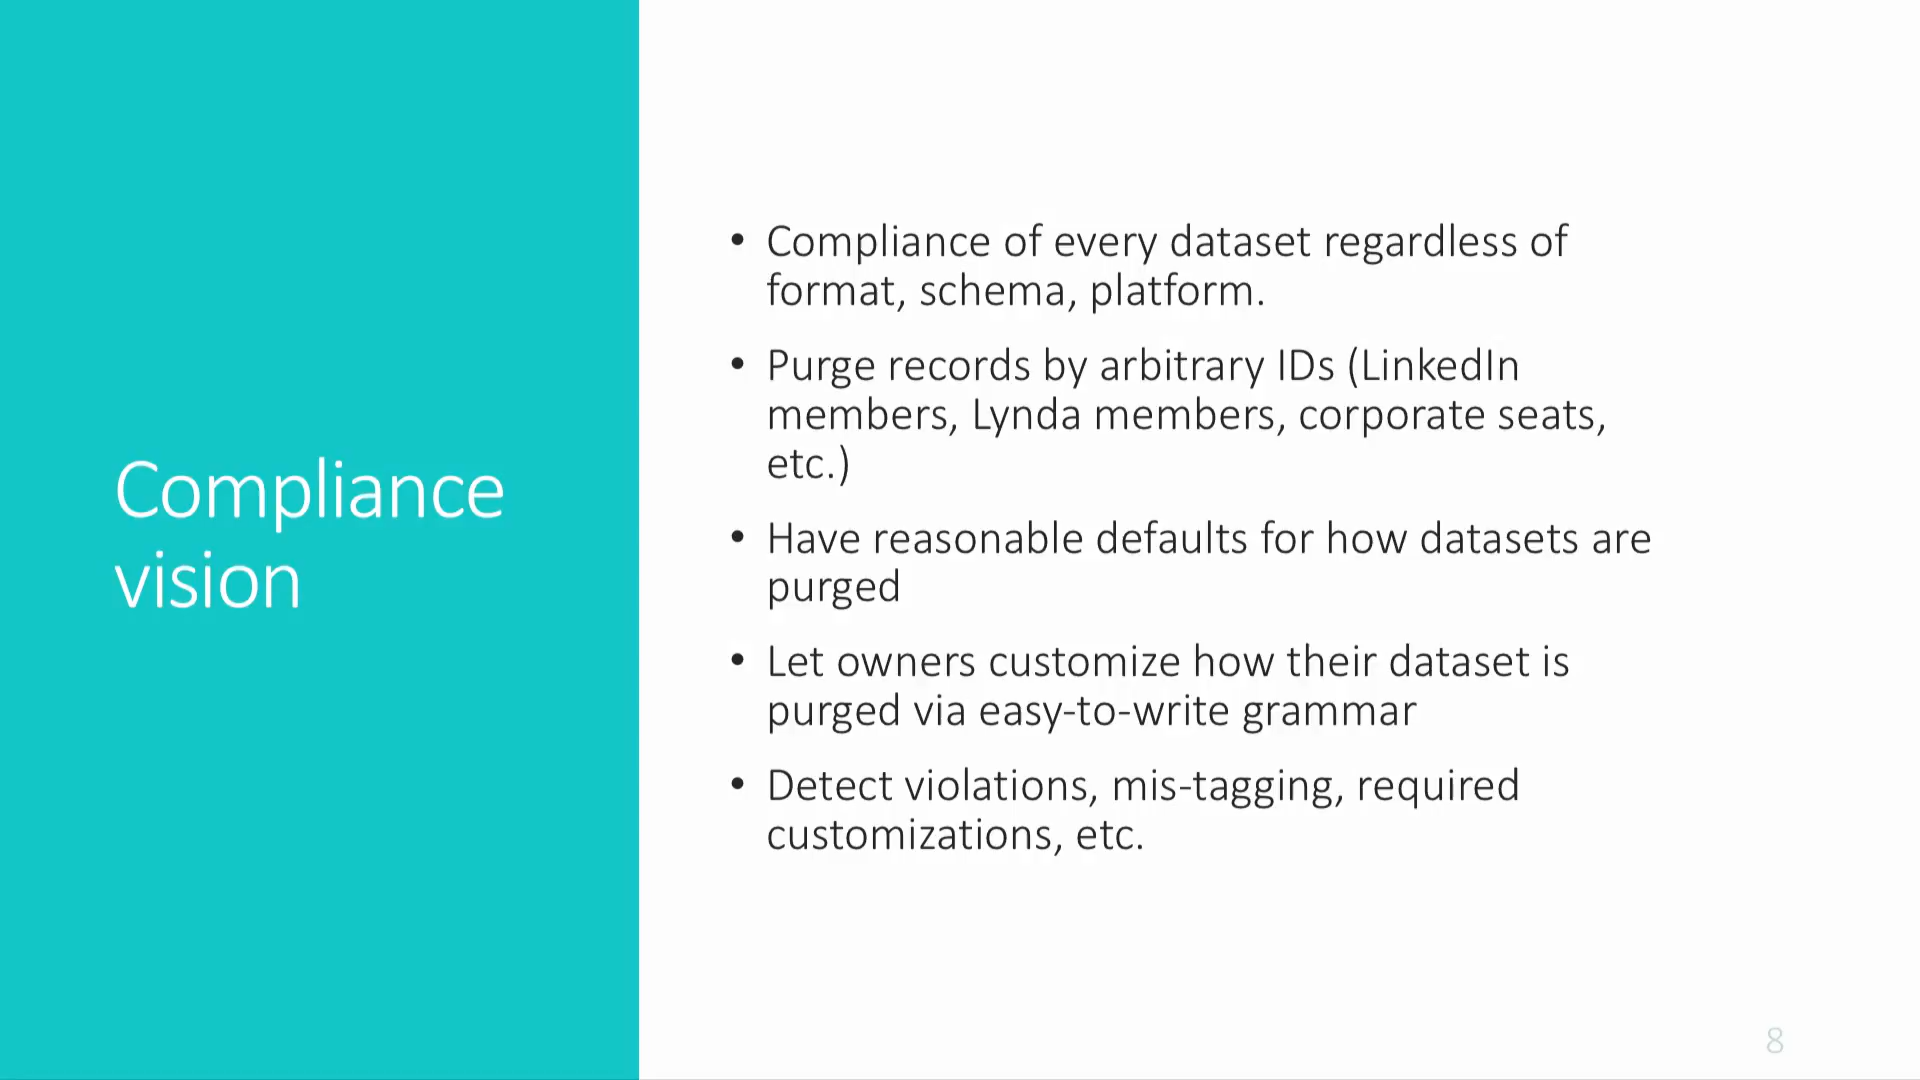 Compliance
vision
• Compliance of every dataset regardless of
format, schema, platform.
• Purge records by arbitrary IDs (LinkedIn
members, Lynda members, corporate seats,
etc.)
• Have reasonable defaults for how datasets are
purged
• Let owners customize how their dataset is
purged via easy-to-write grammar
• Detect violations, mis-tagging, required
customizations, etc.
8